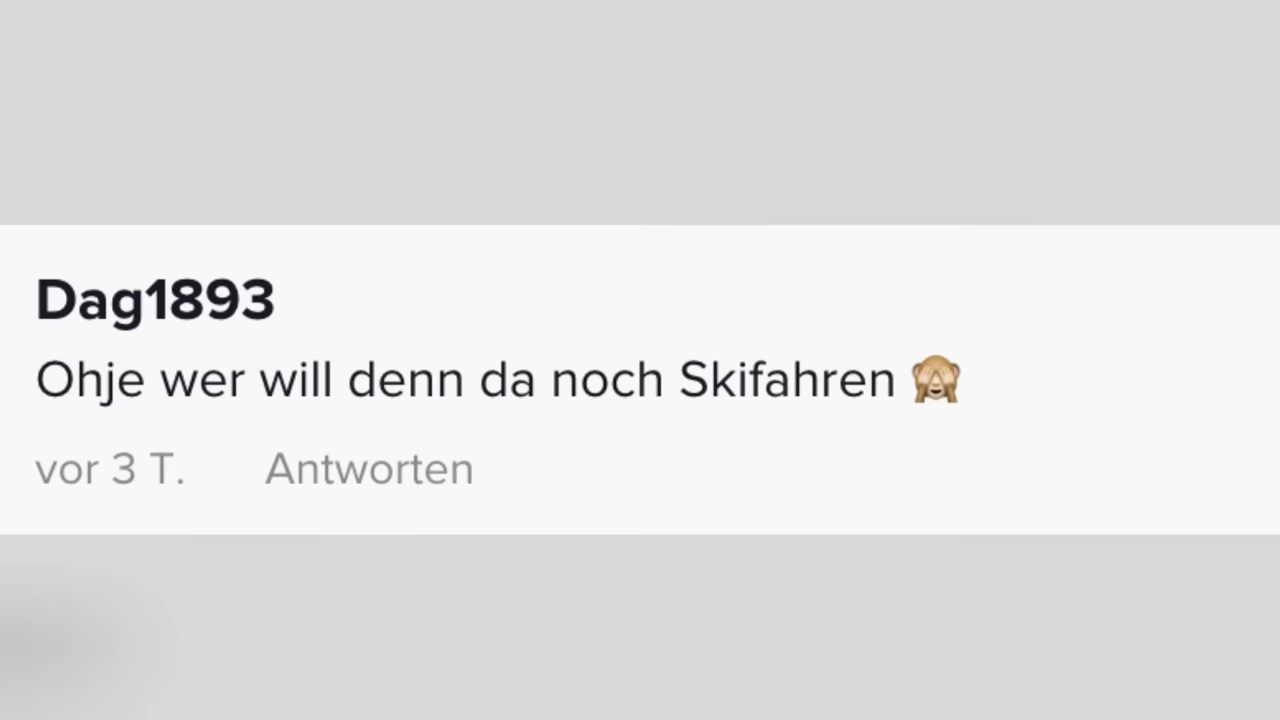 Dag1893
Ohje wer will denn da noch Skifahren 🙈
vor 3 T. Antworten